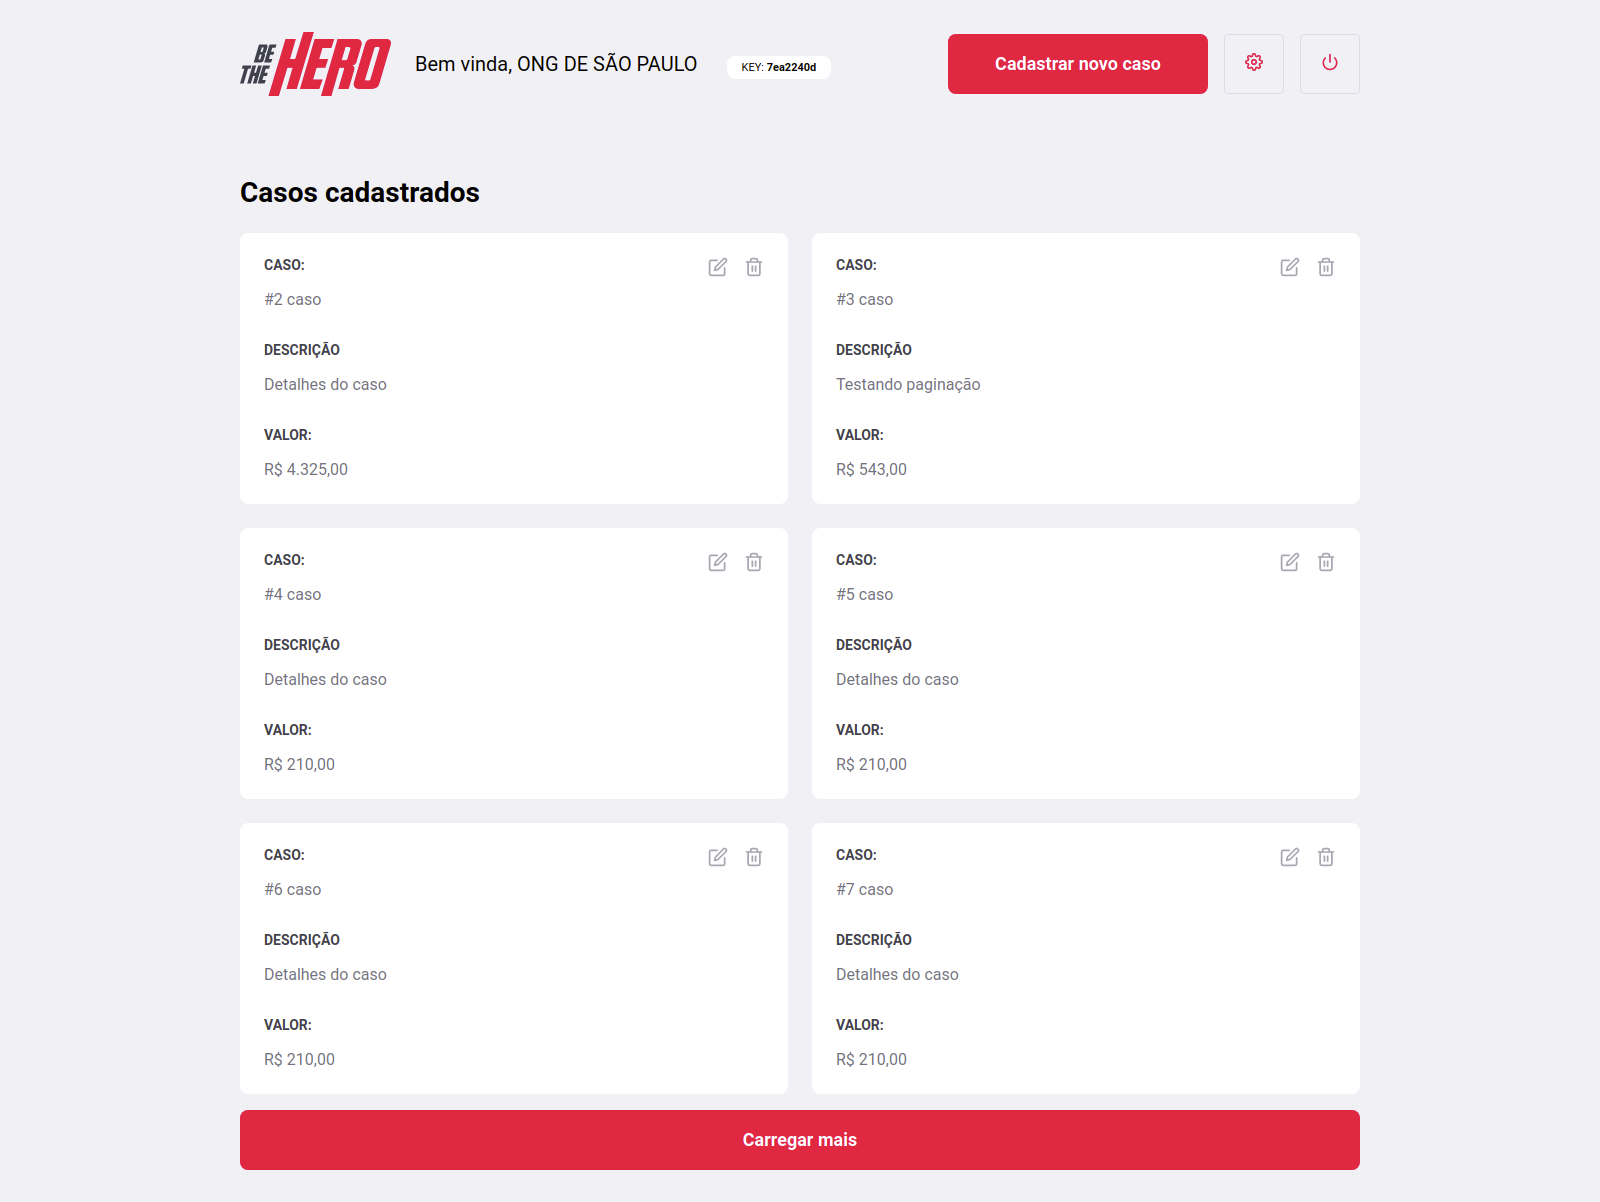 BE THE HERO
Bem vinda, ONG DE SÃO PAULO
KEY: 7ea2240d
Cadastrar novo caso
Casos cadastrados
CASO:
#2 caso
DESCRIÇÃO
Detalhes do caso
VALOR:
R$ 4.325,00
CASO:
#3 caso
DESCRIÇÃO
Testando paginação
VALOR:
R$ 543,00
CASO:
#4 caso
DESCRIÇÃO
Detalhes do caso
VALOR:
R$ 210,00
CASO:
#5 caso
DESCRIÇÃO
Detalhes do caso
VALOR:
R$ 210,00
CASO:
#6 caso
DESCRIÇÃO
Detalhes do caso
VALOR:
R$ 210,00
CASO:
#7 caso
DESCRIÇÃO
Detalhes do caso
VALOR:
R$ 210,00
Carregar mais